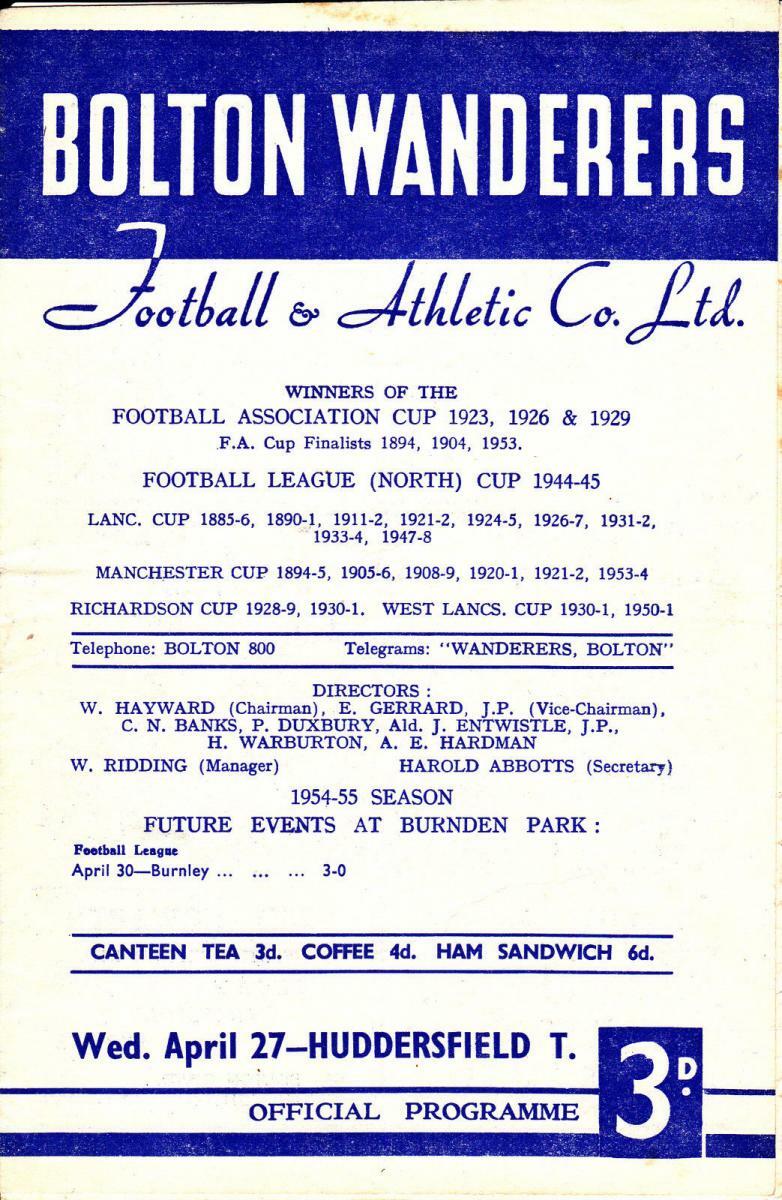 BOLTON WANDERERS
Football & Athletic Co. Ltd.
WINNERS OF THE
FOOTBALL ASSOCIATION CUP 1923, 1926 & 1929
F.A. Cup Finalists 1894, 1904, 1953.
FOOTBALL LEAGUE (NORTH) CUP 1944-45
LANC. CUP 1885-6, 1890-1, 1911-2, 1921-2, 1924-5, 1926-7, 1931-2,
1933-4, 1947-8
MANCHESTER CUP 1894-5, 1905-6, 1908-9, 1920-1, 1921-2, 1953-4
RICHARDSON CUP 1928-9, 1930-1. WEST LANCS. CUP 1930-1, 1950-1
Telephone: BOLTON 800 Telegrams: "WANDERERS, BOLTON"
DIRECTORS :
W. HAYWARD (Chairman), E. GERRARD, J.P. (Vice-Chairman),
C. N. BANKS, P. DUXBURY, Ald. J. ENTWISTLE, J.P.,
H. WARBURTON, A. E. HARDMAN
W. RIDDING (Manager) HAROLD ABBOTTS (Secretary)
1954-55 SEASON
FUTURE EVENTS AT BURNDEN PARK :
Football League
April 30—Burnley ... ... ... 3-0
CANTEEN TEA 3d. COFFEE 4d. HAM SANDWICH 6d.
Wed. April 27—HUDDERSFIELD T.
3D.
OFFICIAL PROGRAMME